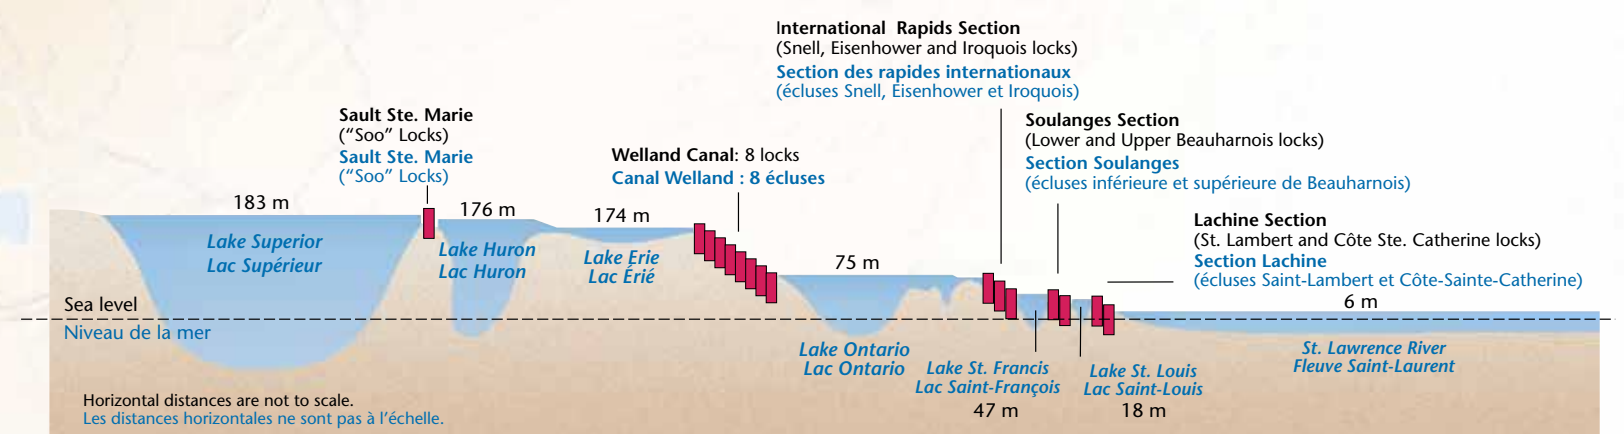 International Rapids Section
(Snell, Eisenhower and Iroquois locks)
Section des rapides internationaux
(écluses Snell, Eisenhower et Iroquois)
Sault Ste. Marie
("Soo" Locks)
Sault Ste. Marie
("Soo" Locks)
Welland Canal: 8 locks
Canal Welland : 8 écluses
Soulanges Section
(Lower and Upper Beauharnois locks)
Section Soulanges
(écluses inférieure et supérieure de Beauharnois)
Lachine Section
(St. Lambert and Côte Ste. Catherine locks)
Section Lachine
(écluses Saint-Lambert et Côte-Sainte-Catherine)
183 m
176 m
174 m
75 m
6 m
Lake Superior
Lac Supérieur
Lake Huron
Lac Huron
Lake Erie
Lac Érié
Sea level
Niveau de la mer
Lake Ontario
Lac Ontario
Lake St. Francis
Lac Saint-François
47 m
Lake St. Louis
Lac Saint-Louis
18 m
St. Lawrence River
Fleuve Saint-Laurent
Horizontal distances are not to scale.
Les distances horizontales ne sont pas à l'échelle.